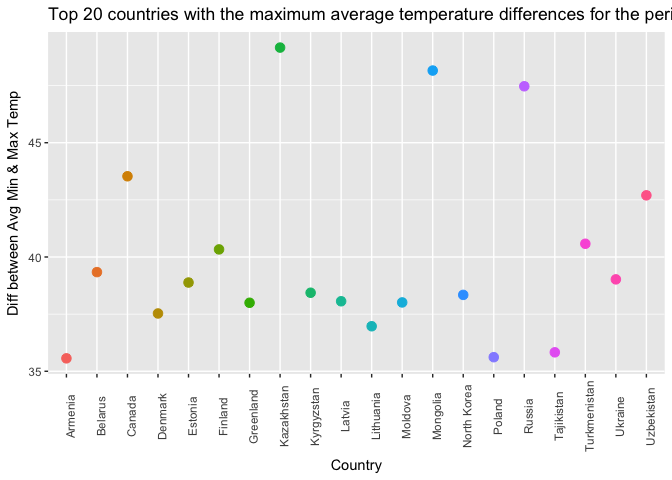 Top 20 countries with the maximum average temperature differences for the peri
Diff between Avg Min & Max Temp
45
40
35
Armenia
Belarus
Canada
Denmark
Estonia
Finland
Greenland
Kazakhstan
Kyrgyzstan
Latvia
Lithuania
Moldova
Mongolia
North Korea
Poland
Russia
Tajikistan
Turkmenistan
Ukraine
Uzbekistan
Country